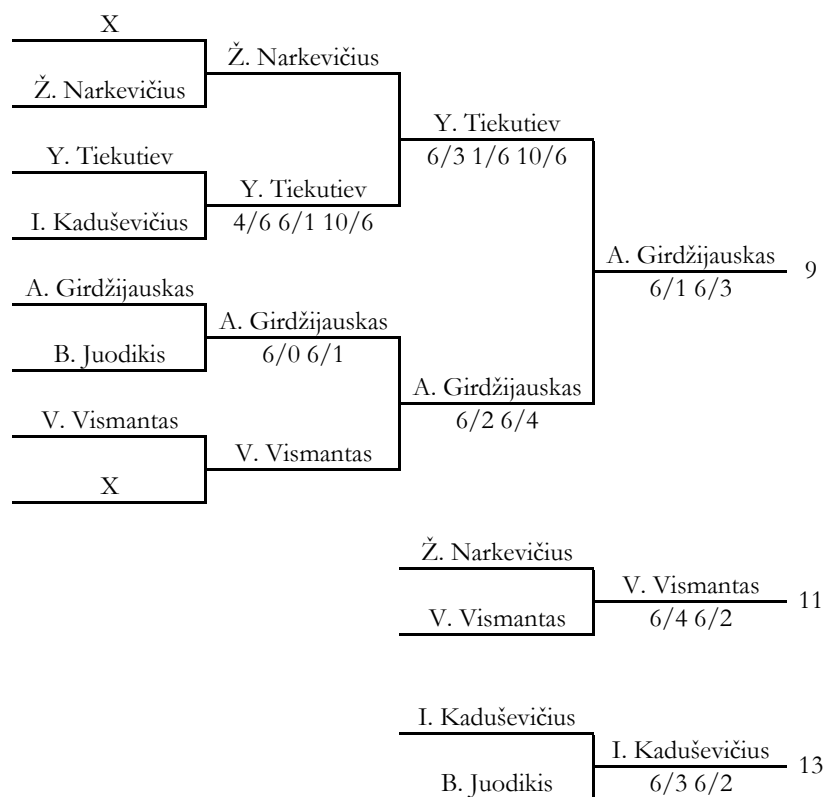 X
Ž. Narkevičius
Ž. Narkevičius
Y. Tiekutiev
6/3 1/6 10/6
Y. Tiekutiev
Y. Tiekutiev
4/6 6/1 10/6
I. Kaduševičius
A. Girdžijauskas
9
6/1 6/3
A. Girdžijauskas
A. Girdžijauskas
6/0 6/1
B. Juodikis
A. Girdžijauskas
6/2 6/4
V. Vismantas
V. Vismantas
X
Ž. Narkevičius
V. Vismantas
11
6/4 6/2
V. Vismantas
I. Kaduševičius
I. Kaduševičius
13
6/3 6/2
B. Juodikis